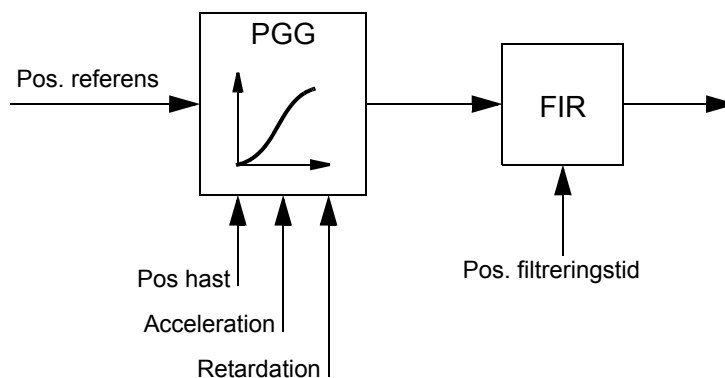 PGG
Pos. referens
FIR
Pos hast
Pos. filtreringstid
Acceleration
Retardation